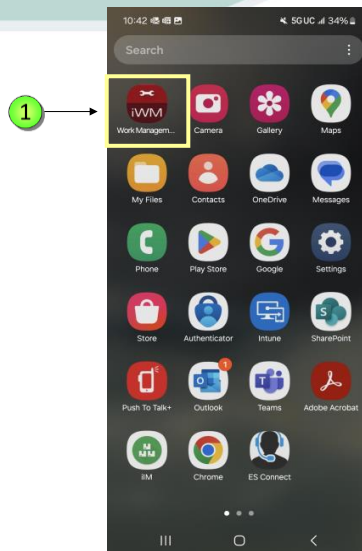 10:42 5G UC 34%
Search
1
iWM
Work Managem... Camera Gallery Maps
My Files Contacts OneDrive Messages
G
Phone Play Store Google Settings
S
Store Authenticator Intune SharePoint
1
O T
Push To Talk+ Outlook Teams Adobe Acrobat
iIM Chrome ES Connect